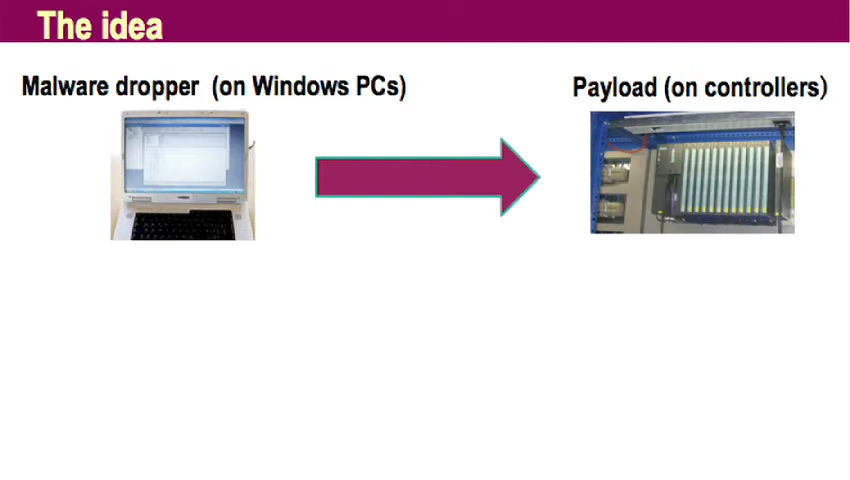 The idea
Malware dropper (on Windows PCs)
Payload (on controllers)